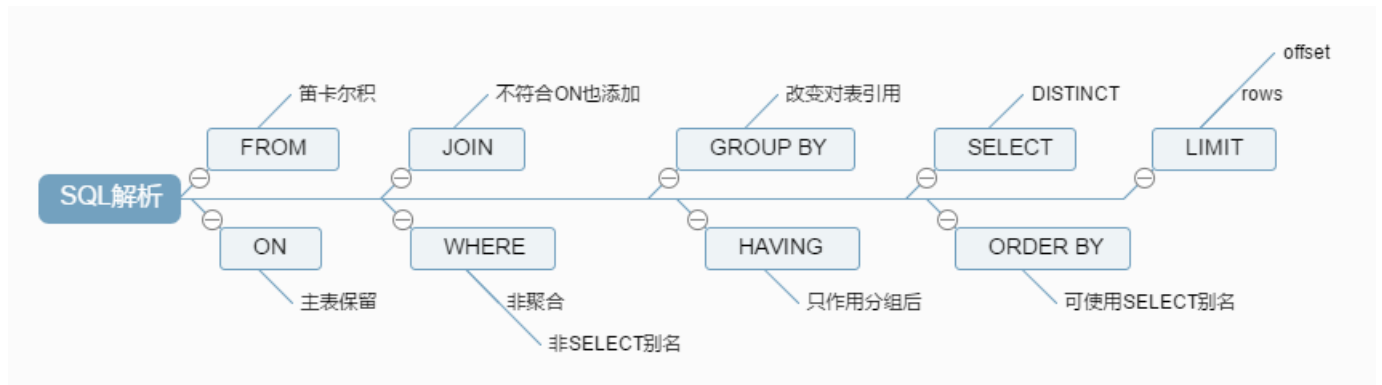 offset
笛卡尔积
不符合ON也添加
改变对表引用
DISTINCT
rows
FROM
JOIN
GROUP BY
SELECT
LIMIT
SQL解析
ON
WHERE
HAVING
ORDER BY
主表保留
非聚合
只作用分组后
可使用SELECT别名
非SELECT别名